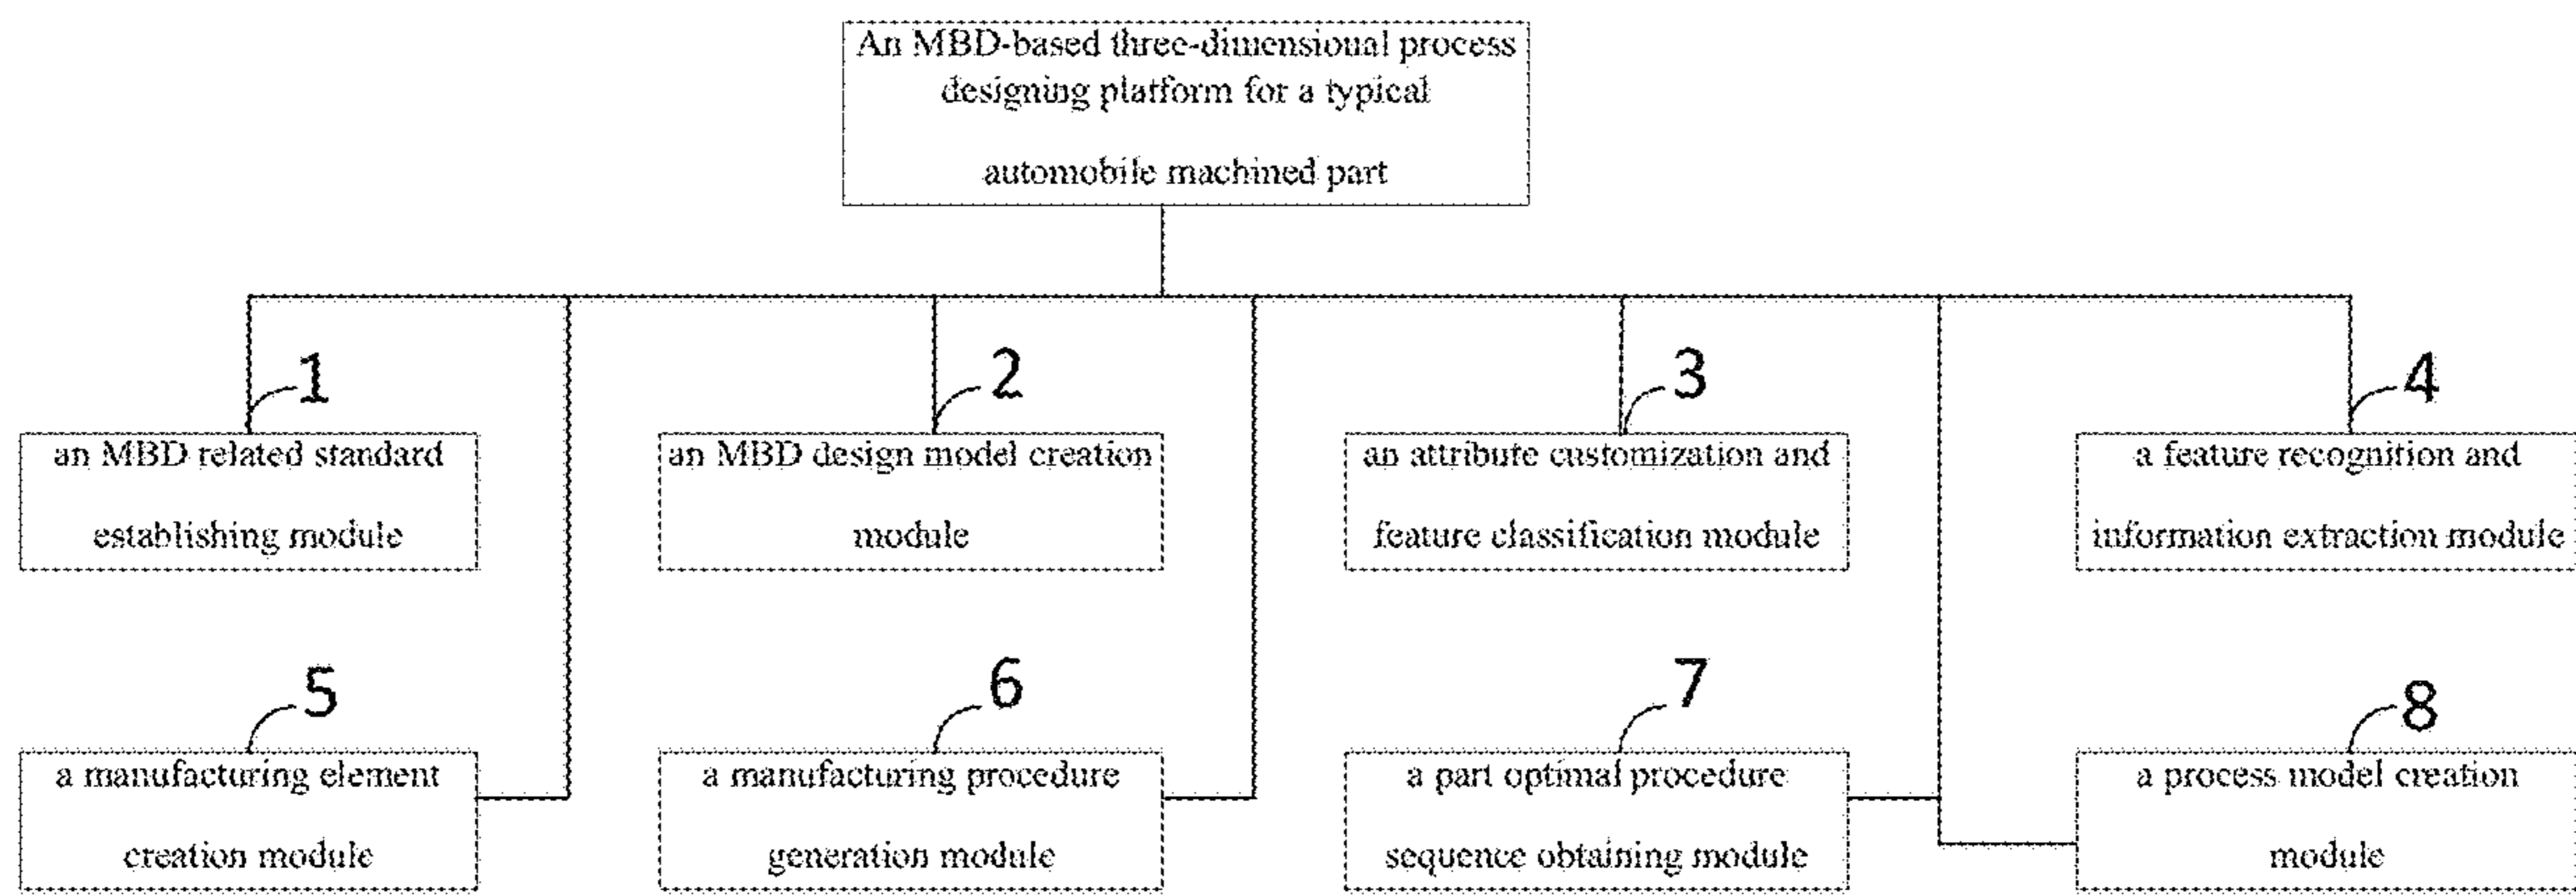 An MBD-based three-dimensional process
designing platform for a typical
automobile machined part
1
an MBD related standard
establishing module
2
an MBD design model creation
module
3
an attribute customization and
feature classification module
4
a feature recognition and
information extraction module
5
a manufacturing element
creation module
6
a manufacturing procedure
generation module
7
a part optimal procedure
sequence obtaining module
8
a process model creation
module